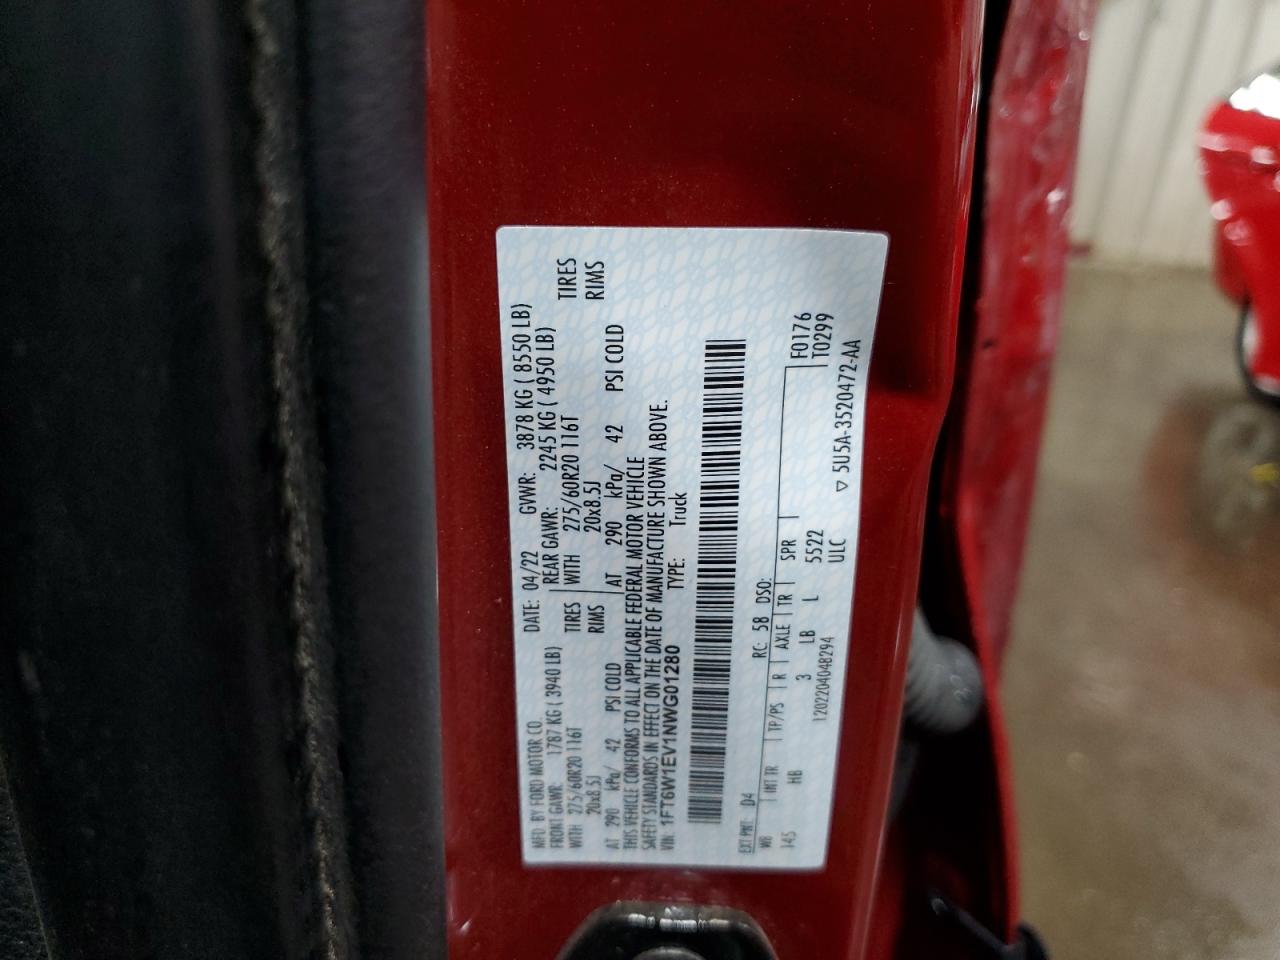 MFD. BY FORD MOTOR CO.
DATE: 04/22 GVWR: 3878 KG ( 8550 LB)
FRONT GAWR: 1787 KG ( 3940 LB) REAR GAWR: 2245 KG ( 4950 LB)
WITH 275/60R20 116T TIRES WITH 275/60R20 116T TIRES
20x8.5J RIMS 20x8.5J RIMS
AT 290 kPa/ 42 PSI COLD AT 290 kPa/ 42 PSI COLD
THIS VEHICLE CONFORMS TO ALL APPLICABLE FEDERAL MOTOR VEHICLE
SAFETY STANDARDS IN EFFECT ON THE DATE OF MANUFACTURE SHOWN ABOVE.
VIN: 1FT6W1EV1NWG01280 TYPE: Truck
EXT PNT: D4 RC: 58 DSO: F0176
WB INT TR TP/PS R AXLE TR SPR T0299
145 HB 3 LB L 5522
1202204048294 ULC ▽ 5U5A-3520472-AA